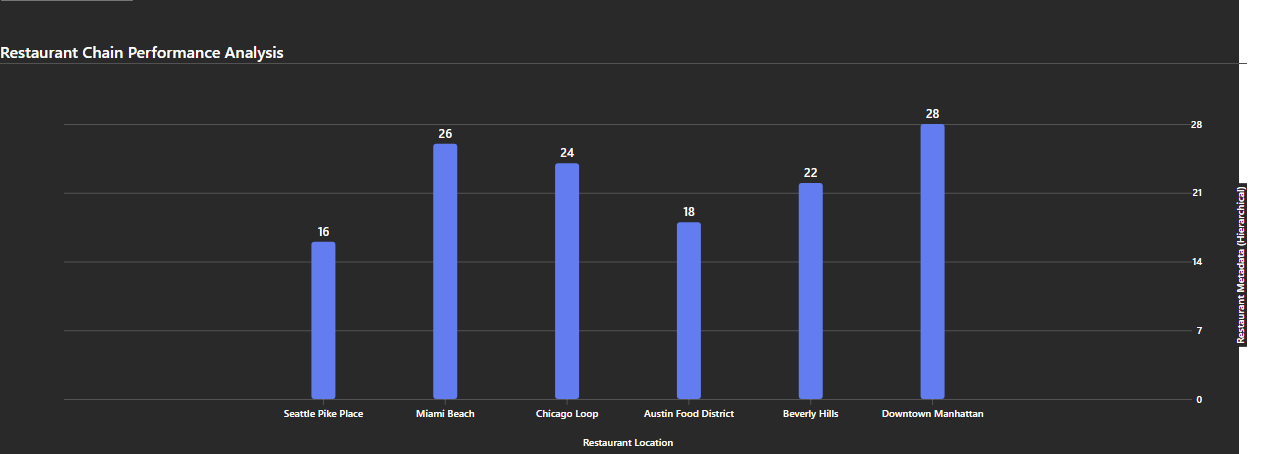 Restaurant Chain Performance Analysis
28
26
24
22
18
16
28
21
14
7
0
Restaurant Metadata (Hierarchical)
Seattle Pike Place
Miami Beach
Chicago Loop
Austin Food District
Beverly Hills
Downtown Manhattan
Restaurant Location